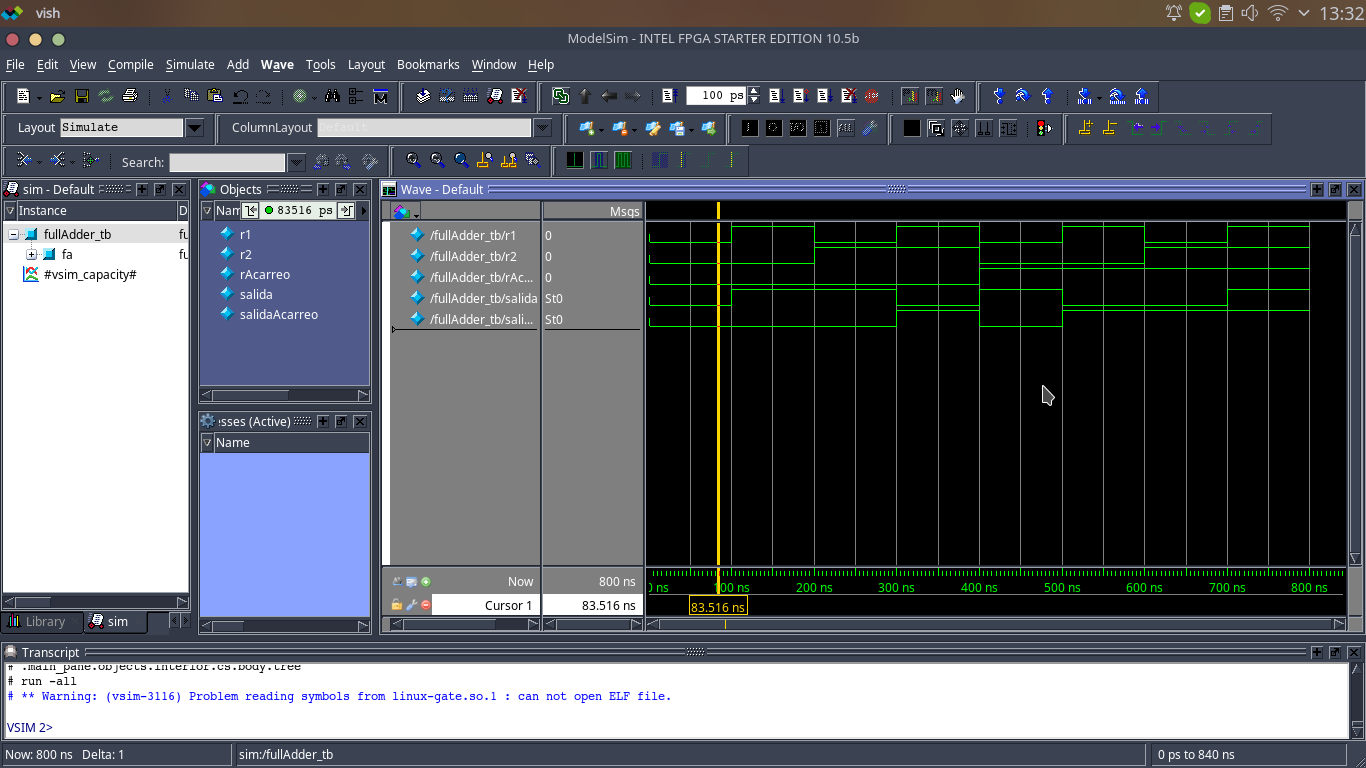 vish
13:32
ModelSim - INTEL FPGA STARTER EDITION 10.5b
File Edit View Compile Simulate Add Wave Tools Layout Bookmarks Window Help
100 ps
Layout Simulate
ColumnLayout Default
Search:
sim - Default
Instance
fullAdder_tb
fa
#vsim_capacity#
Library
sim
Objects
83516 ps
r1
r2
rAcarreo
salida
salidaAcarreo
esses (Active)
Name
Wave - Default
Msgs
/fullAdder_tb/r1 0
/fullAdder_tb/r2 0
/fullAdder_tb/rAc... 0
/fullAdder_tb/salida St0
/fullAdder_tb/sali... St0
Now 800 ns
Cursor 1 83.516 ns
ns 100 ns 200 ns 300 ns 400 ns 500 ns 600 ns 700 ns 800 ns
83.516 ns
Transcript
# .main_pane.objects.interior.cs.body.tree
# run -all
# ** Warning: (vsim-3116) Problem reading symbols from linux-gate.so.1 : can not open ELF file.
VSIM 2>
Now: 800 ns Delta: 1
sim:/fullAdder_tb
0 ps to 840 ns